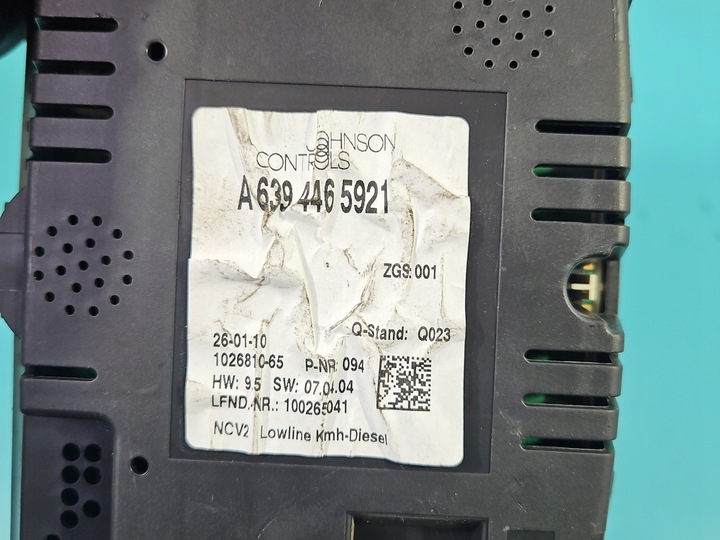 JOHNSON
CONTROLS
A 639 446 5921
ZGS: 001
Q-Stand: Q023
26-01-10
1026810-65 P-NR 094
HW: 9.5 SW: 07.04.04
LFND.-NR.: 100265041
NCV2 Lowline Kmh-Diesel